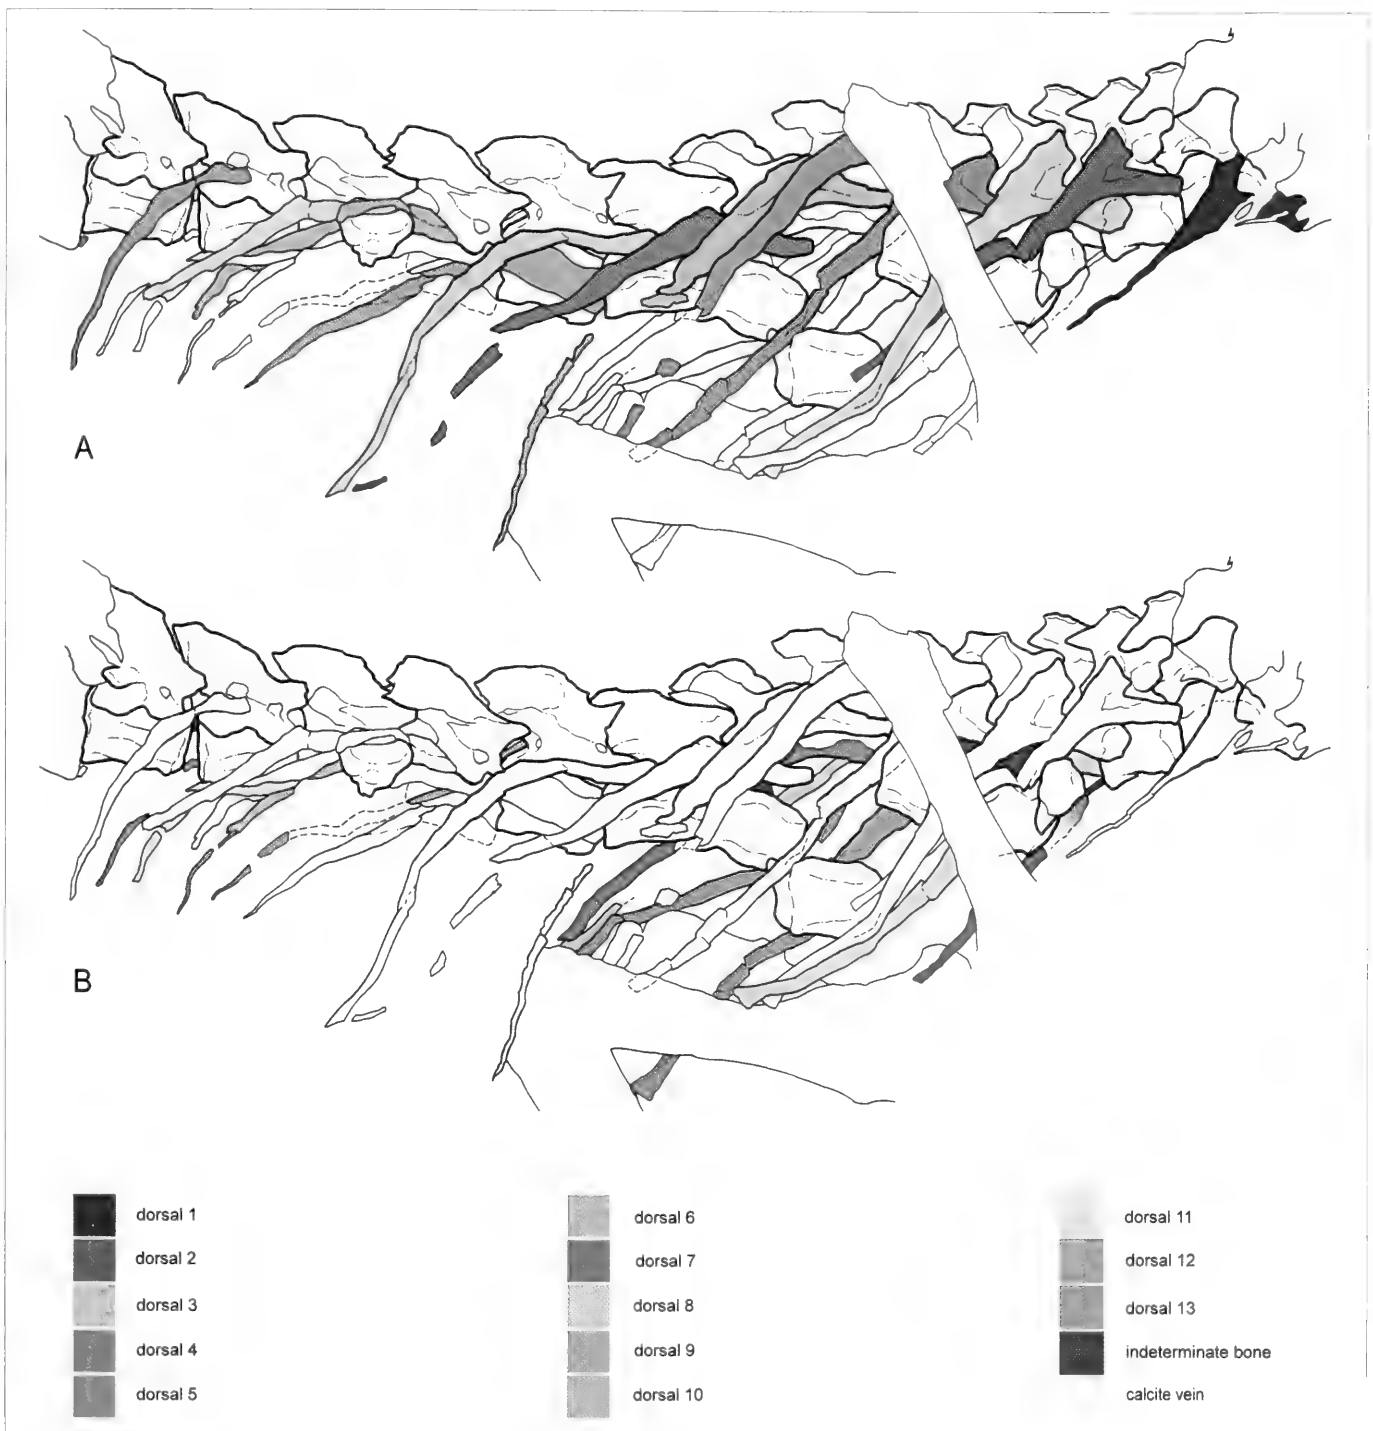 A
B
dorsal 1
dorsal 2
dorsal 3
dorsal 4
dorsal 5
dorsal 6
dorsal 7
dorsal 8
dorsal 9
dorsal 10
dorsal 11
dorsal 12
dorsal 13
indeterminate bone
calcite vein